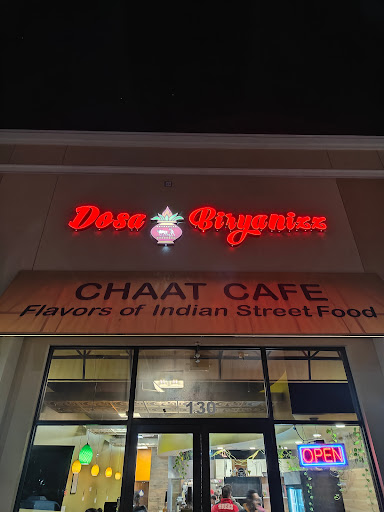 Dosa Biryanizz
CHAAT CAFE
Flavors of Indian Street Food
130
OPEN